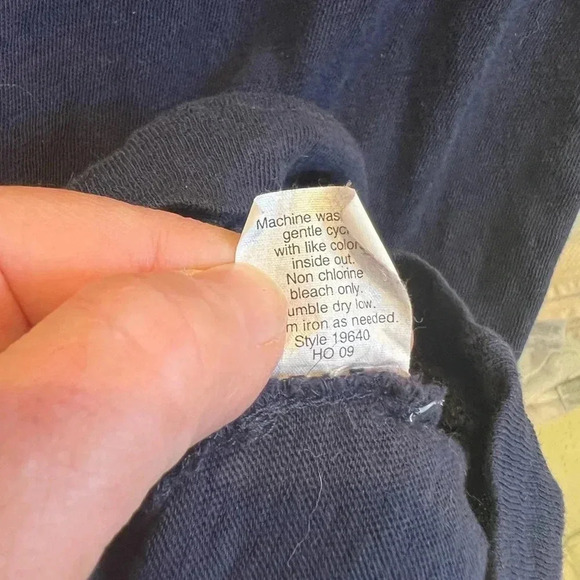 Machine was
gentle cyc
with like color
inside out.
Non chlorine
bleach only.
umble dry low.
m iron as needed.
Style 19640
HO 09